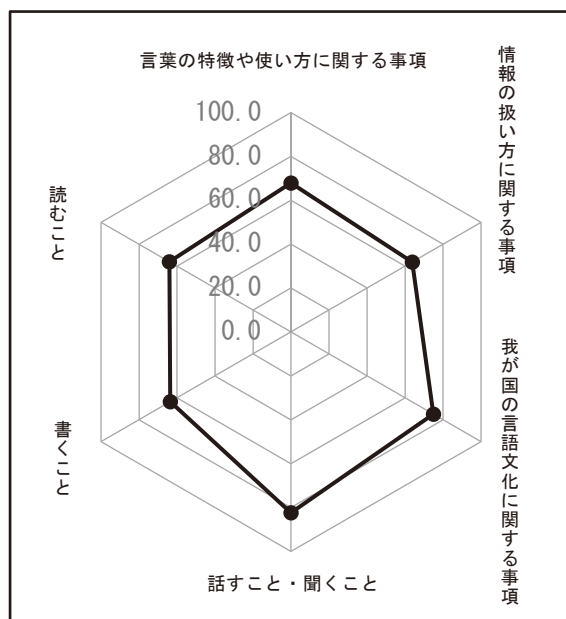 言葉の特徴や使い方に関する事項
情報の扱い方に関する事項
100.0
80.0
60.0
40.0
20.0
0.0
読むこと
我が国の言語文化に関する事項
書くこと
話すこと・聞くこと